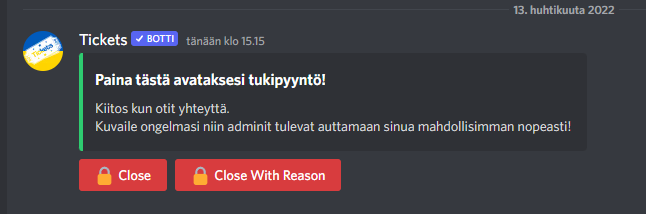 13. huhtikuuta 2022
Tickets BOTTI tänään klo 15.15
Paina tästä avataksesi tukipyyntö!
Kiitos kun otit yhteyttä.
Kuvaile ongelmasi niin adminit tulevat auttamaan sinua mahdollisimman nopeasti!
Close Close With Reason